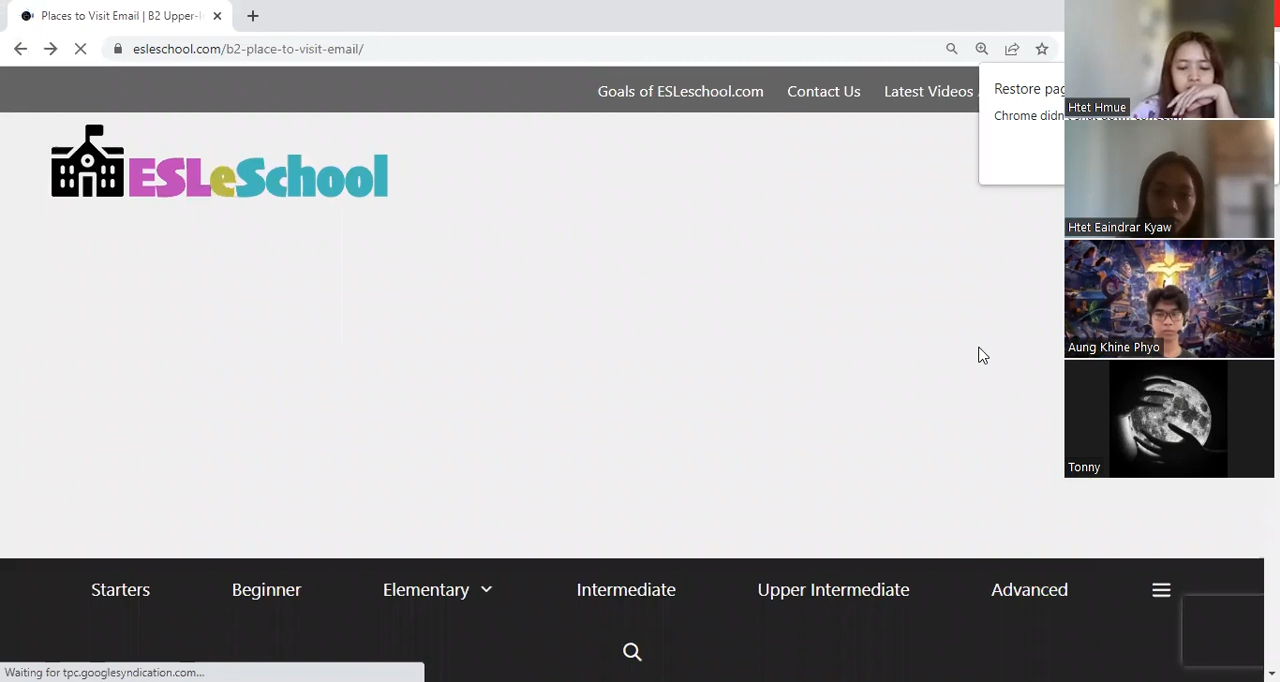 Places to Visit Email | B2 Upper-
esleschool.com/b2-place-to-visit-email/
Goals of ESLeschool.com
Contact Us
Latest Videos
Restore pag
Chrome didn
ESLeSchool
Htet Hmue
Htet Eaindrar Kyaw
Aung Khine Phyo
Tonny
Starters
Beginner
Elementary
Intermediate
Upper Intermediate
Advanced
Waiting for tpc.googlesyndication.com...